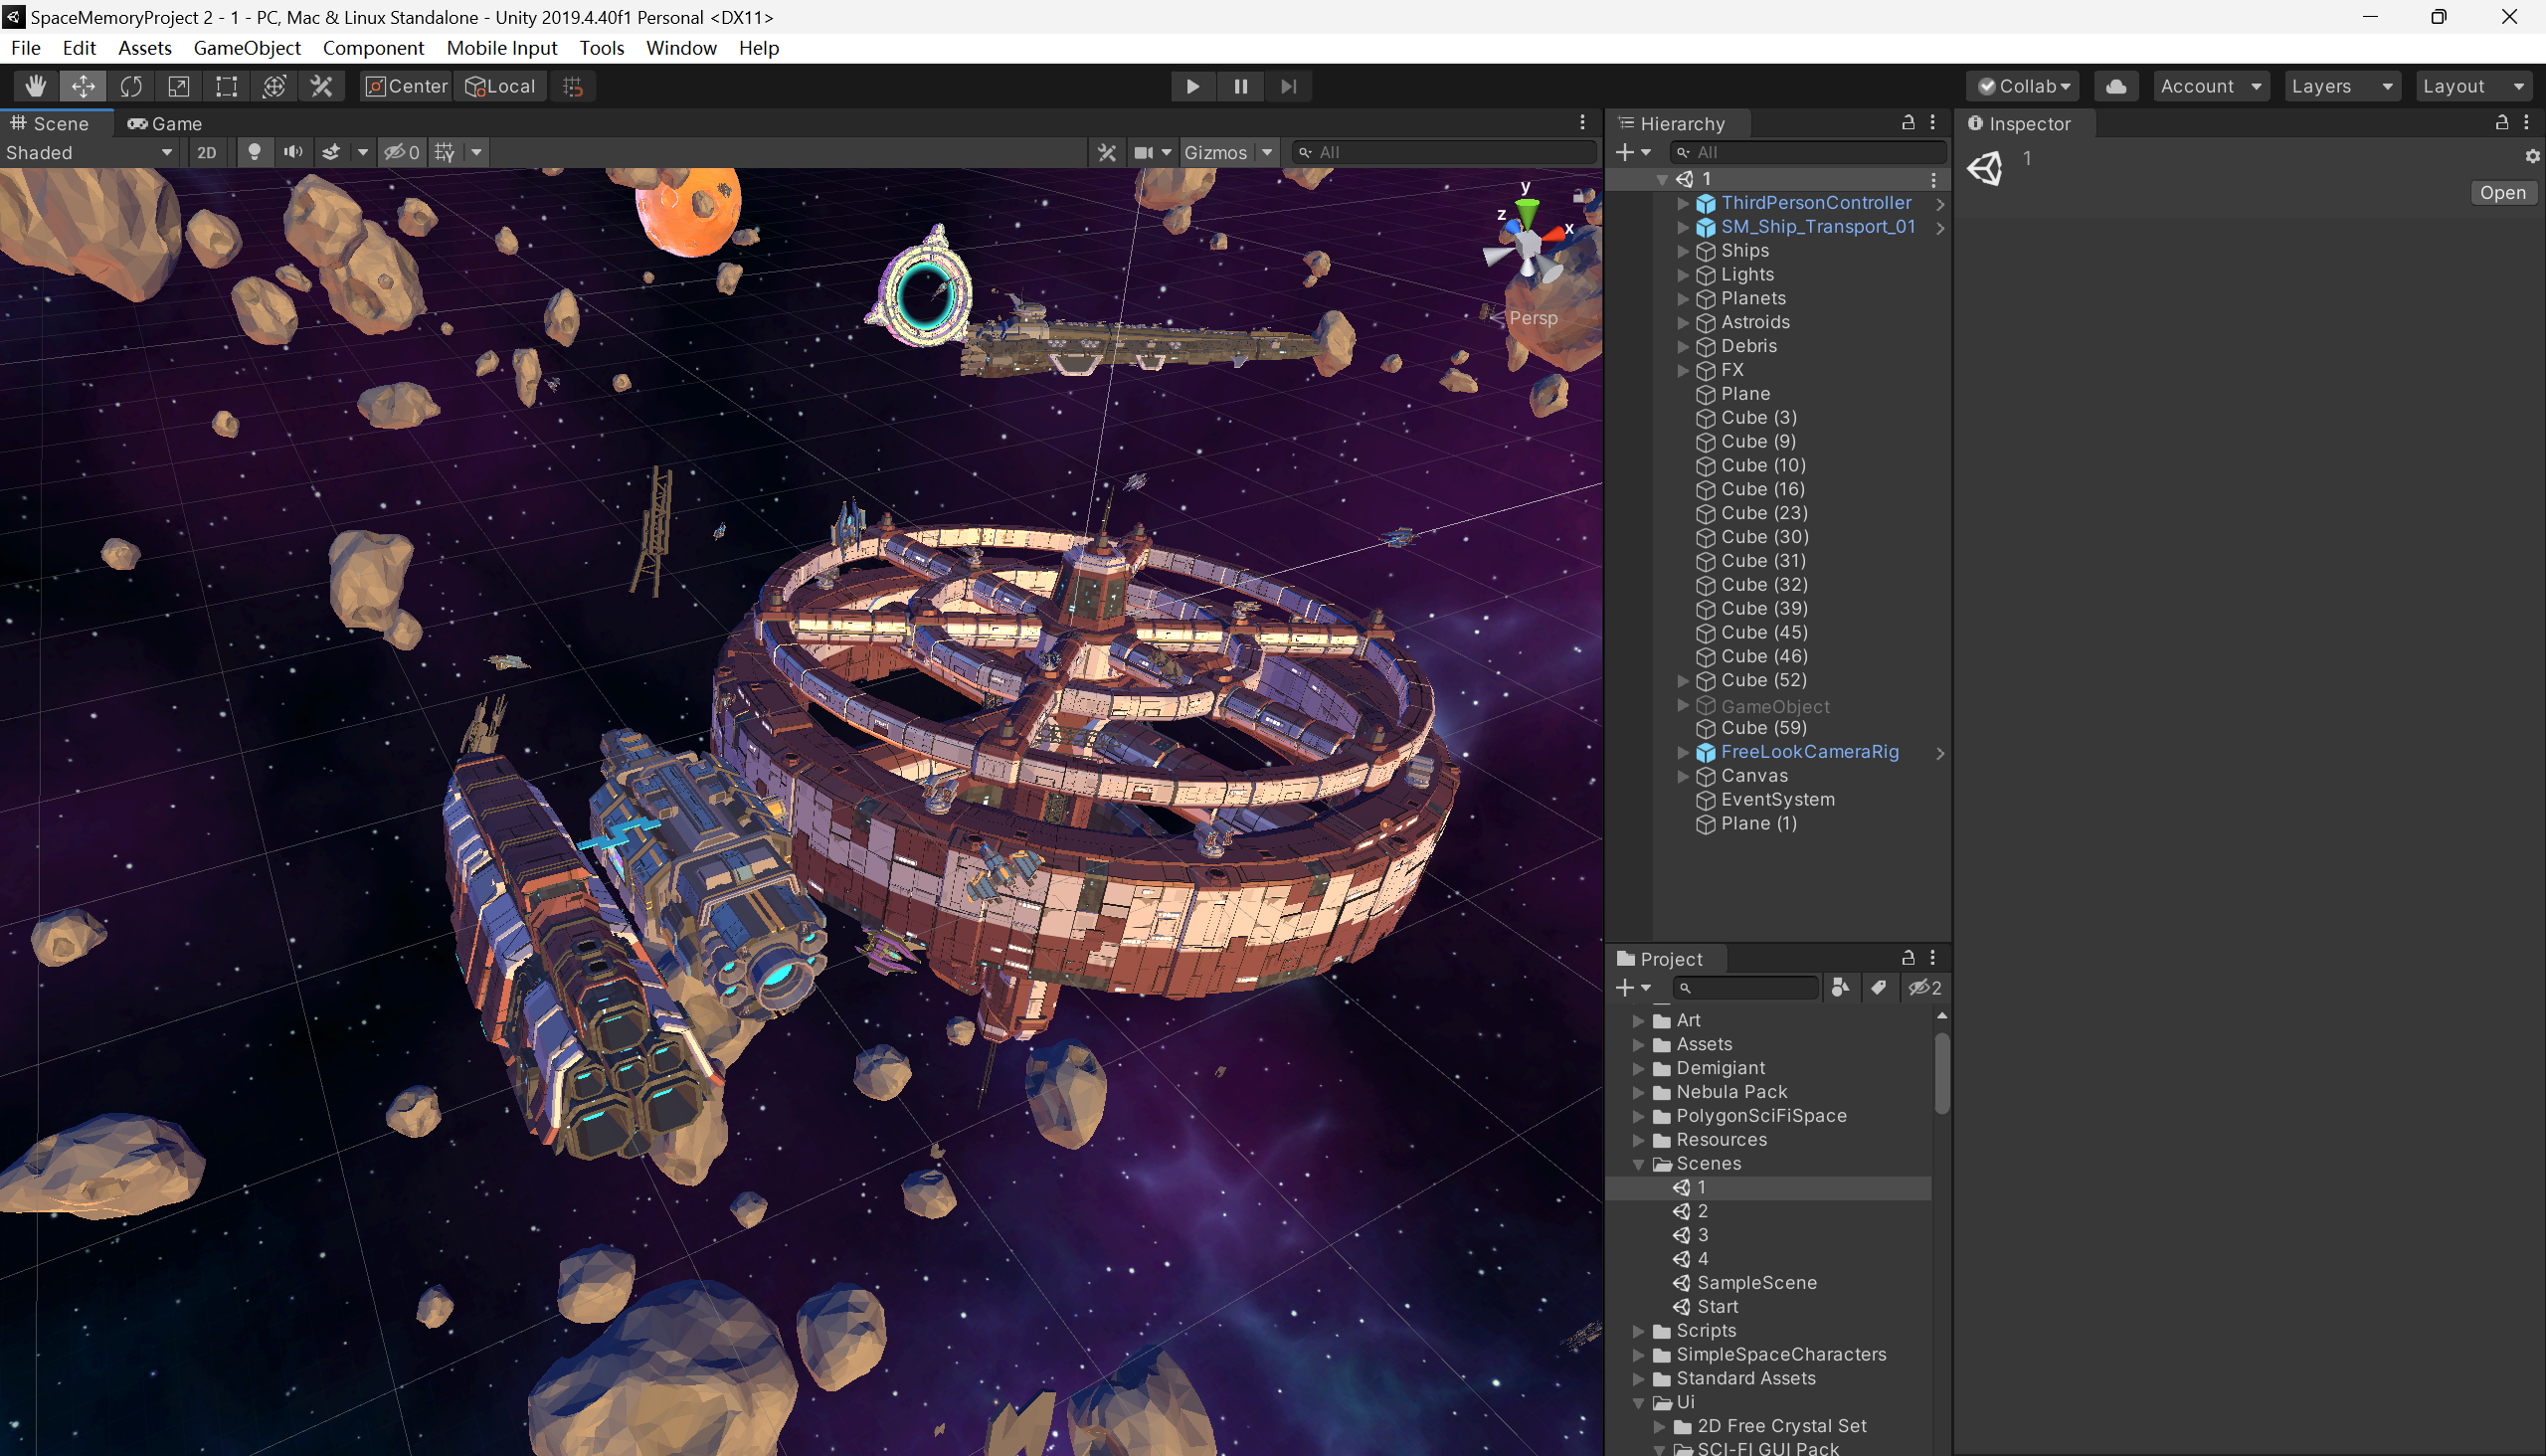 SpaceMemoryProject 2 - 1 - PC, Mac & Linux Standalone - Unity 2019.4.40f1 Personal <DX11>
File Edit Assets GameObject Component Mobile Input Tools Window Help
Center Local Collab Account Layers Layout
Scene Game
Shaded 2D 0 Gizmos All
y
z
x
Persp
Hierarchy
All
1
ThirdPersonController
SM_Ship_Transport_01
Ships
Lights
Planets
Astroids
Debris
FX
Plane
Cube (3)
Cube (9)
Cube (10)
Cube (16)
Cube (23)
Cube (30)
Cube (31)
Cube (32)
Cube (39)
Cube (45)
Cube (46)
Cube (52)
GameObject
Cube (59)
FreeLookCameraRig
Canvas
EventSystem
Plane (1)
Project
2
Art
Assets
Demigiant
Nebula Pack
PolygonSciFiSpace
Resources
Scenes
1
2
3
4
SampleScene
Start
Scripts
SimpleSpaceCharacters
Standard Assets
Ui
2D Free Crystal Set
SCI-FI GUI Pack
Inspector
1
Open